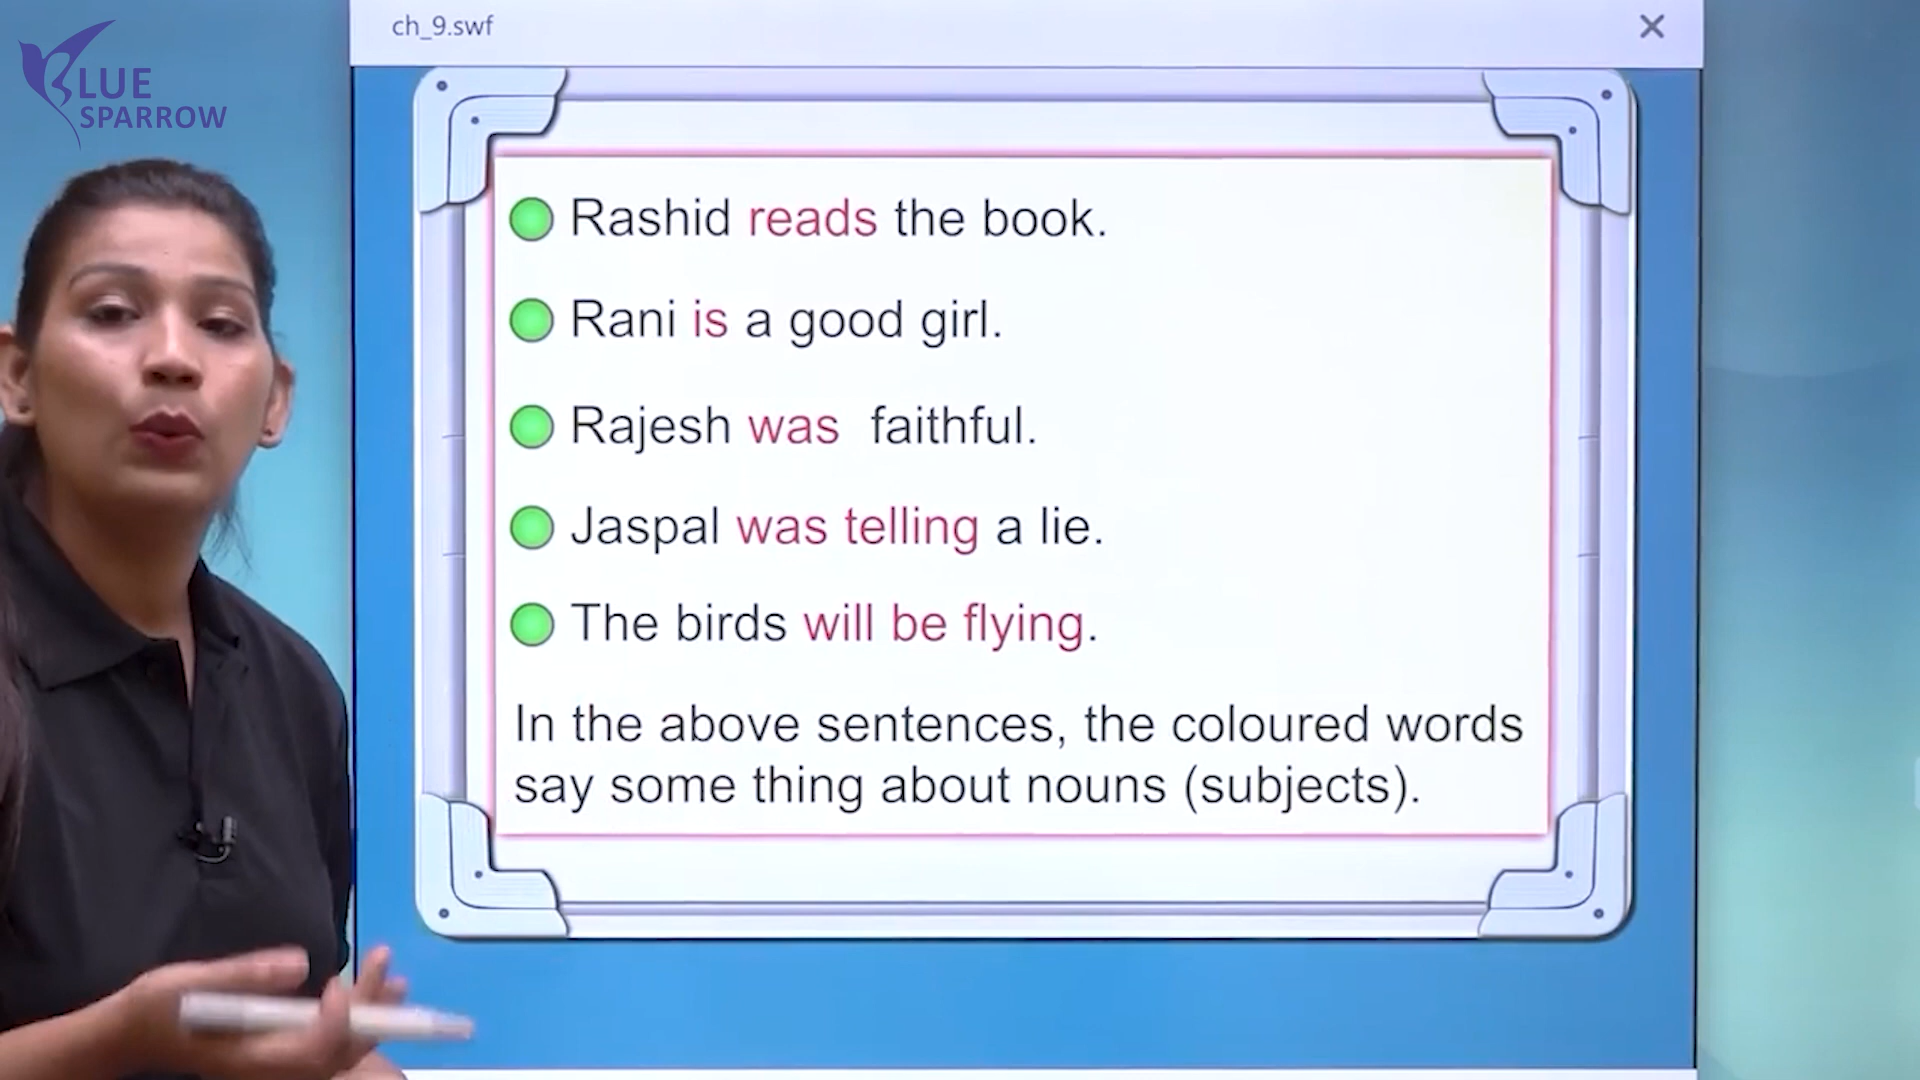 BLUE
SPARROW
ch_9.swf
Rashid reads the book.
Rani is a good girl.
Rajesh was faithful.
Jaspal was telling a lie.
The birds will be flying.
In the above sentences, the coloured words
say some thing about nouns (subjects).